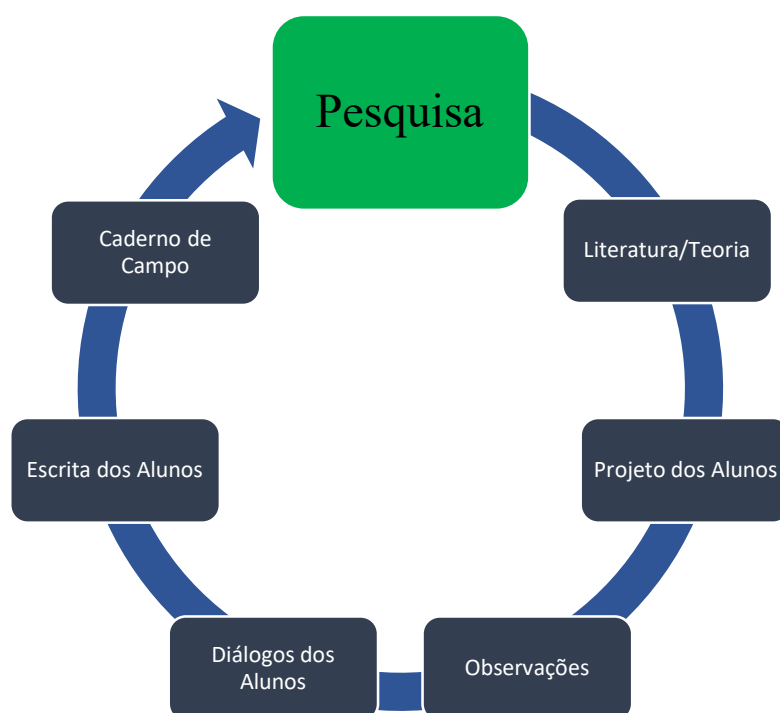 Pesquisa
Literatura/Teoria
Projeto dos Alunos
Observações
Diálogos dos
Alunos
Escrita dos Alunos
Caderno de
Campo